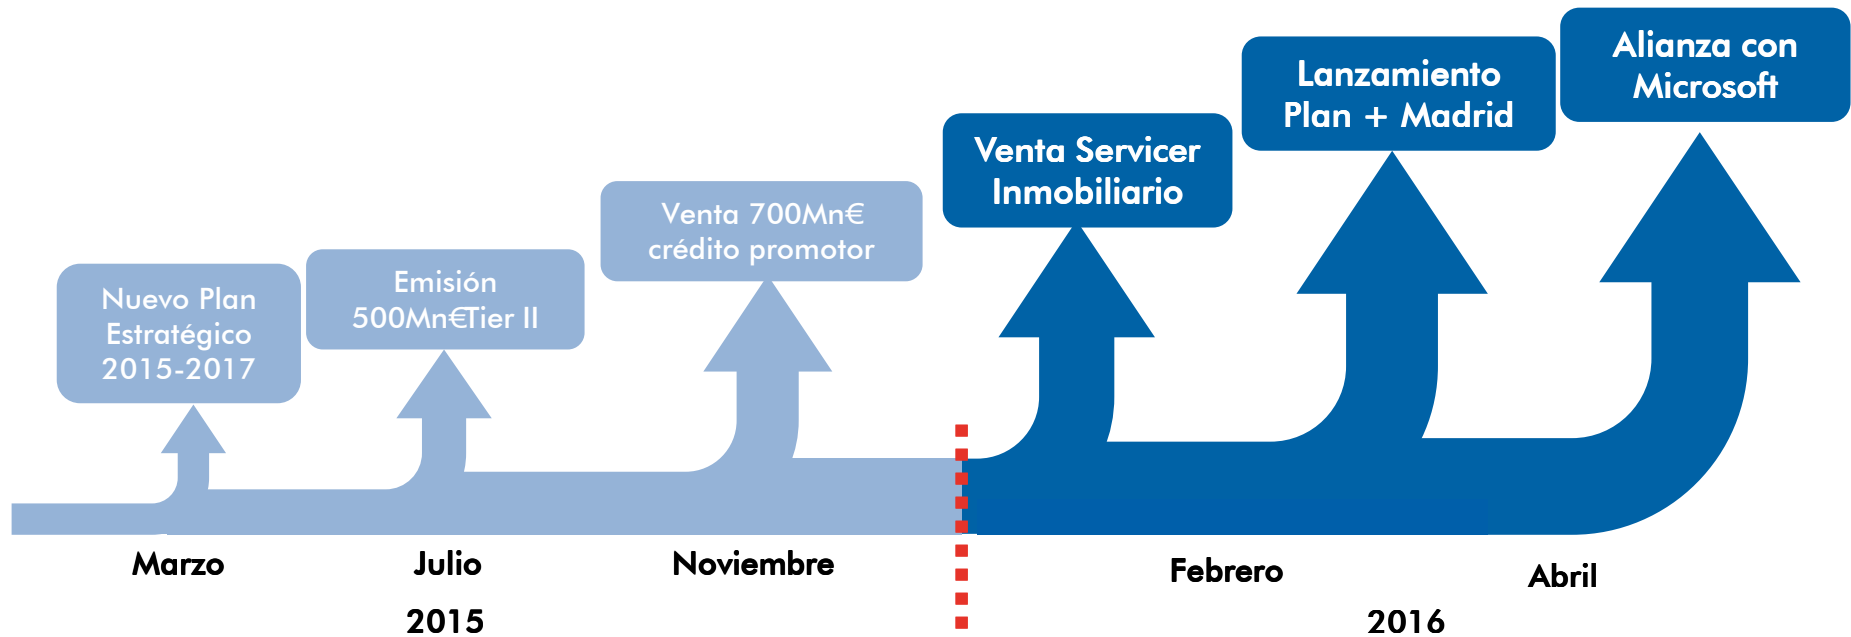 Nuevo Plan
Estratégico
2015-2017
Emisión
500Mn€Tier II
Venta 700Mn€
crédito promotor
Venta Servicer
Inmobiliario
Lanzamiento
Plan + Madrid
Alianza con
Microsoft
Marzo
Julio
Noviembre
Febrero
Abril
2015
2016